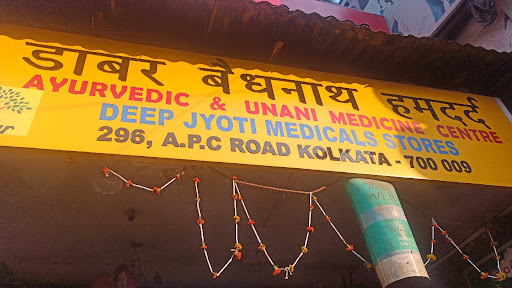 डाबर बैधनाथ हमदर्द
AYURVEDIC & UNANI MEDICINE CENTRE
DEEP JYOTI MEDICALS STORES
296, A.P.C ROAD KOLKATA - 700 009